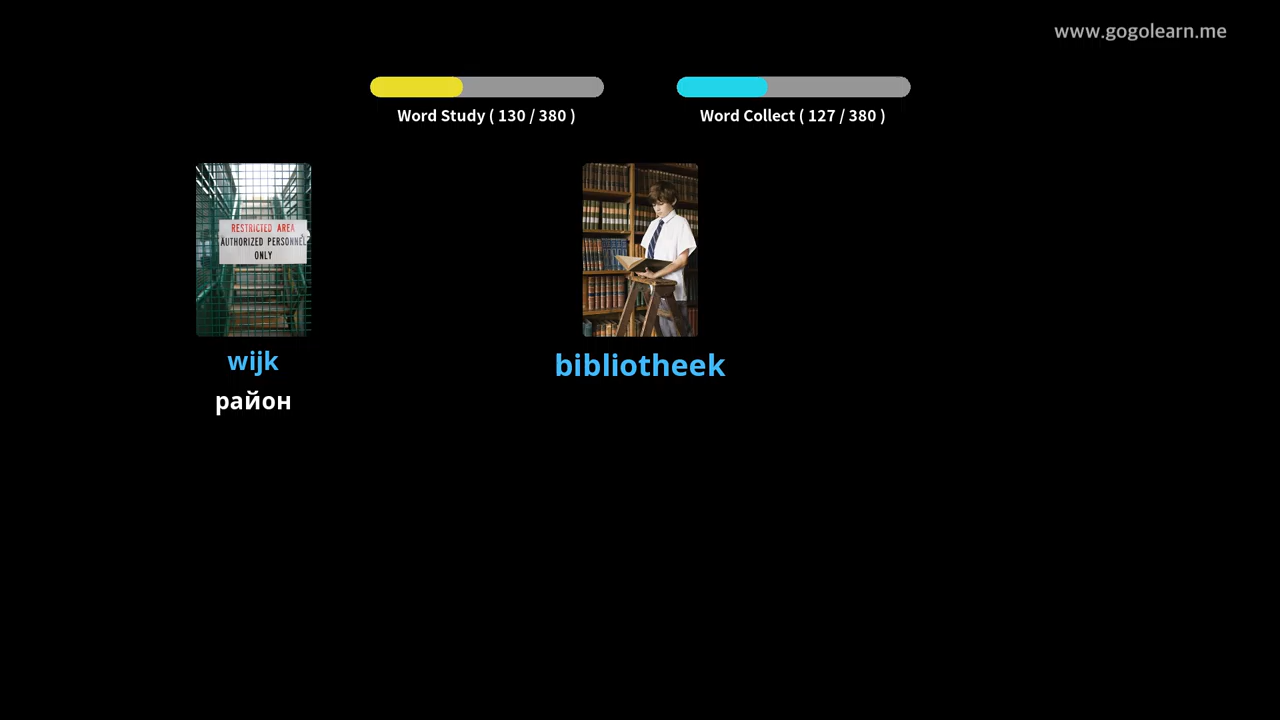 www.gogolearn.me
Word Study ( 130 / 380 )
Word Collect ( 127 / 380 )
RESTRICTED AREA
AUTHORIZED PERSONNEL
ONLY
wijk
район
bibliotheek